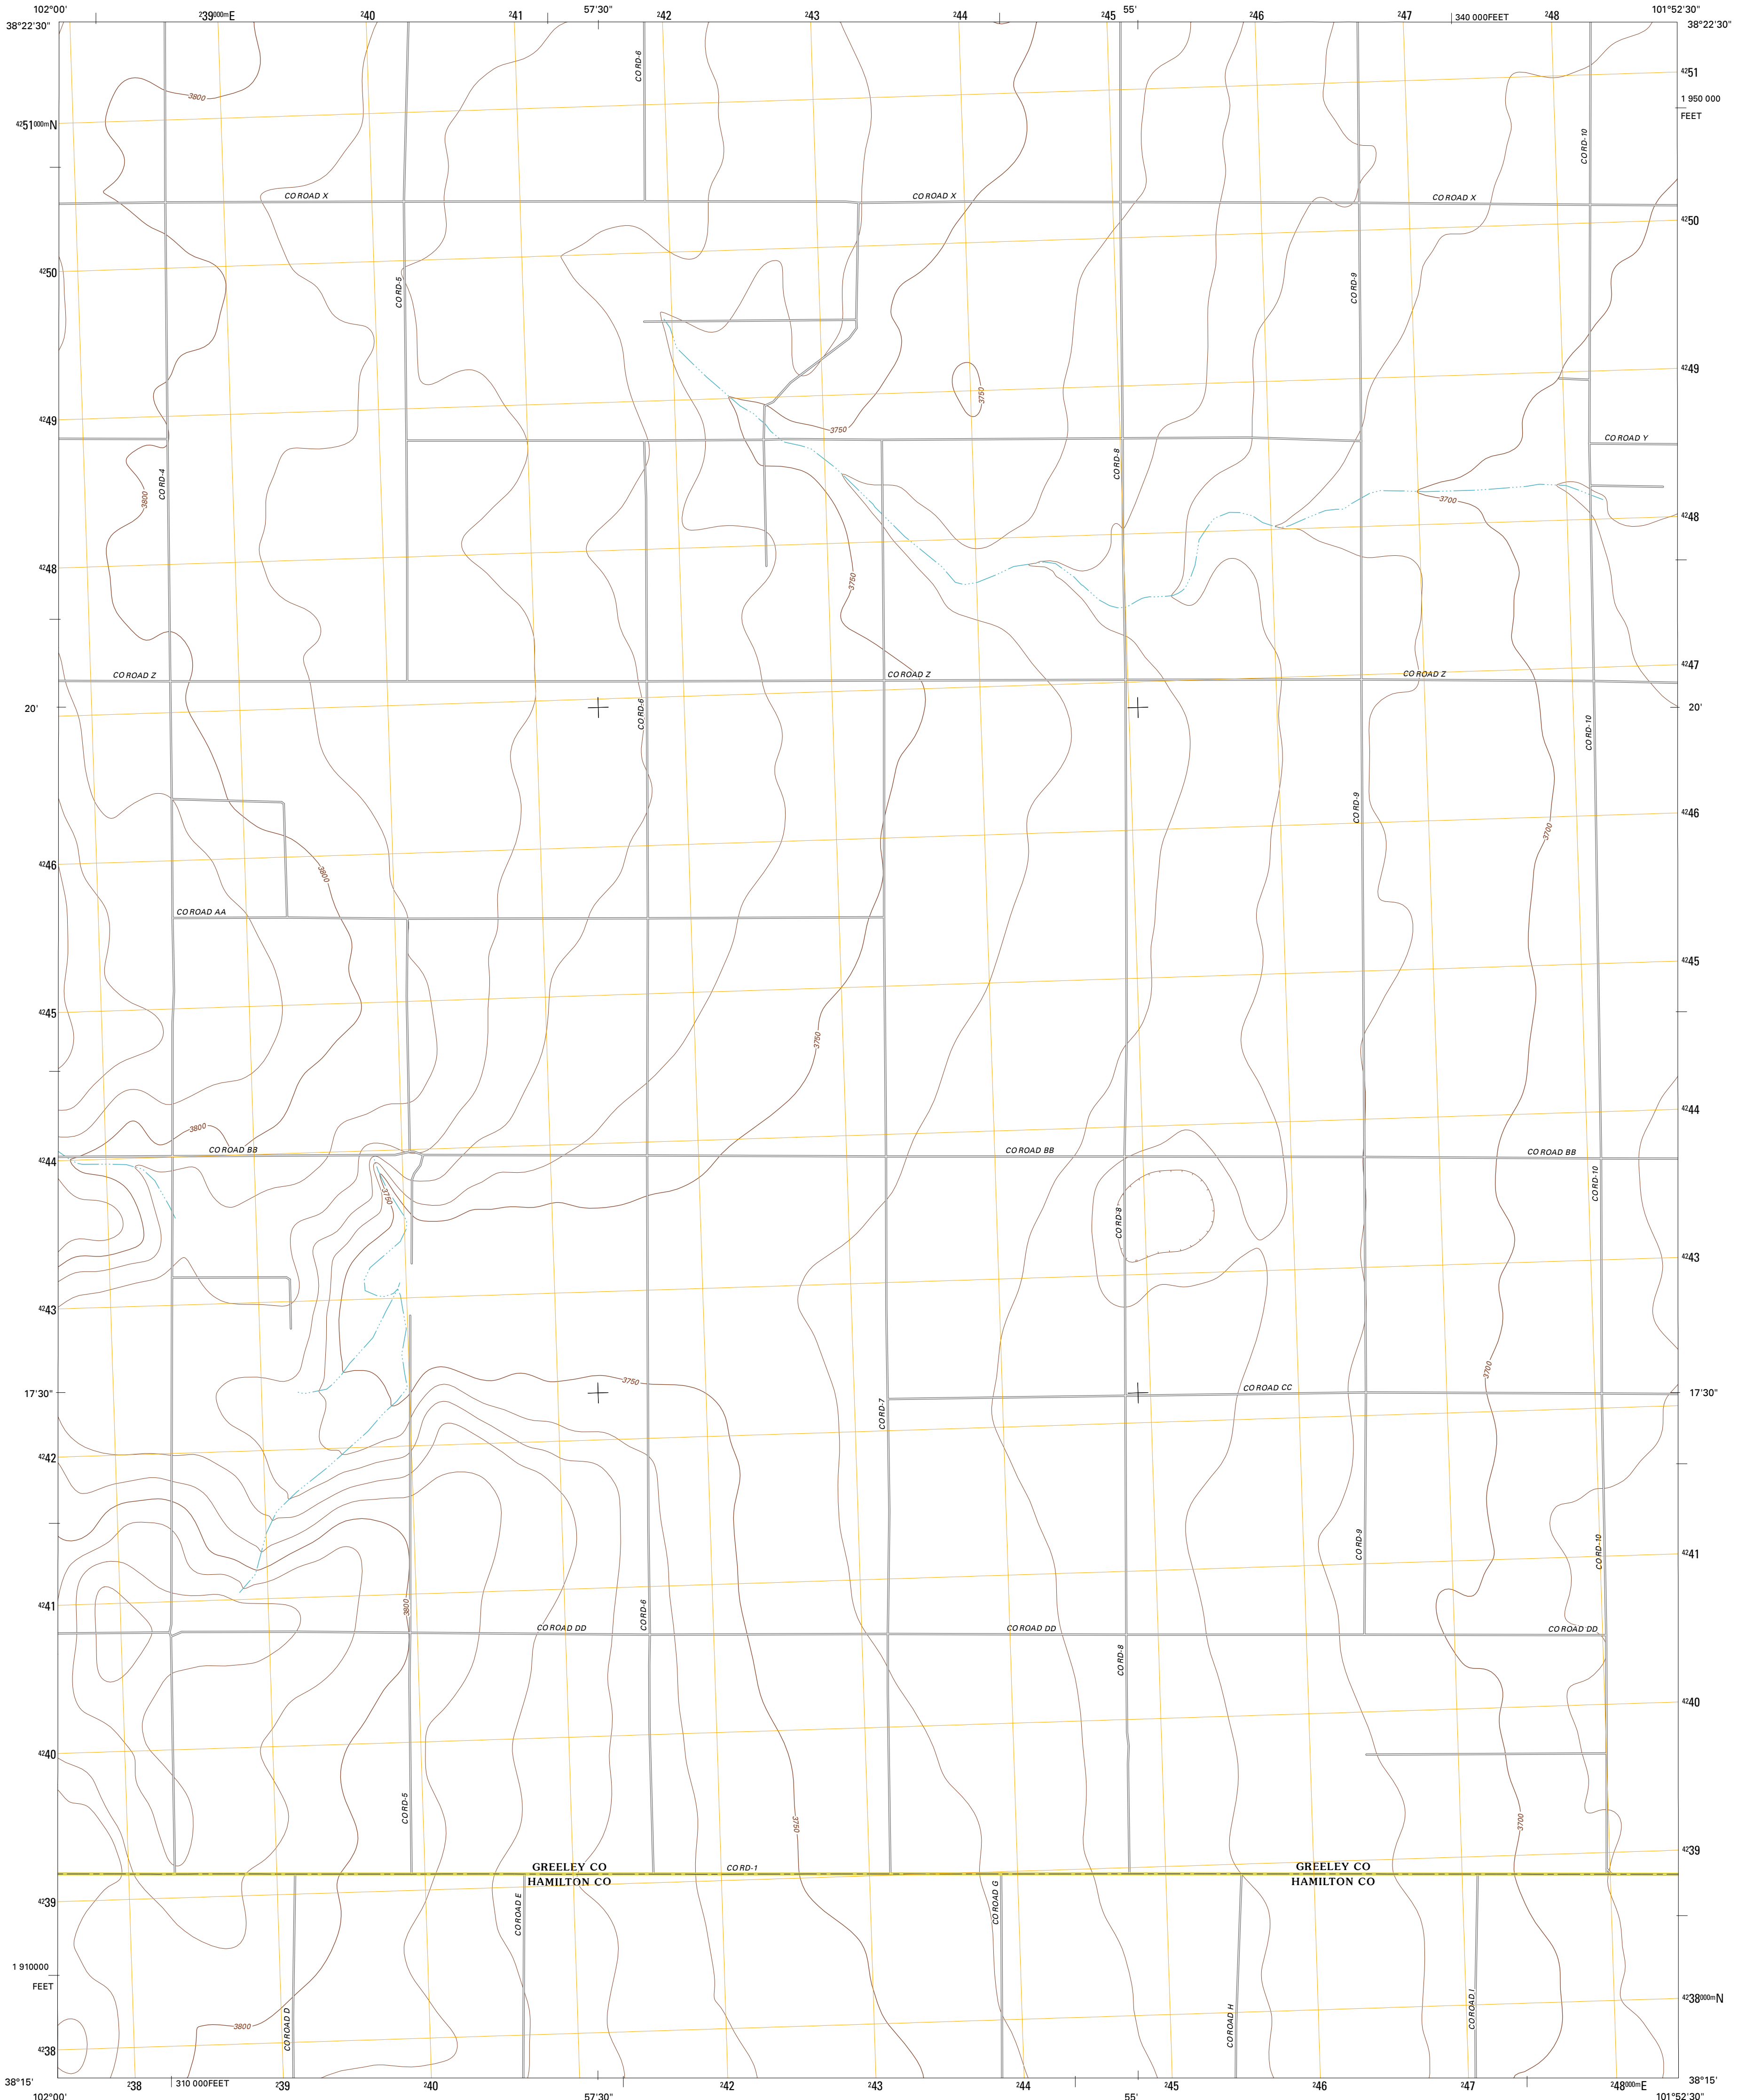 102°00' ²39⁰⁰⁰ᵐE ²40 ²41 57'30" ²42 ²43 ²44 ²45 55' ²46 ²47 340 000FEET ²48 101°52'30"
38°22'30" 38°22'30"
CO RD-6
⁴²51
3800
1 950 000
FEET
⁴²51⁰⁰⁰ᵐN
CO RD-10
CO ROAD X CO ROAD X CO ROAD X
⁴²50
⁴²50
CO RD-5
CO RD-9
⁴²49
3750
⁴²49
3750
CO ROAD Y
CO RD-4
CO RD-8
3800
3700
⁴²48
⁴²48
3750
⁴²47
CO ROAD Z CO ROAD Z CO ROAD Z
20' 20'
CO RD-6
CO RD-10
CO RD-9
⁴²46
3700
⁴²46
3800
CO ROAD AA
⁴²45
⁴²45
3750
⁴²44
3800
CO ROAD BB CO ROAD BB CO ROAD BB
⁴²44
CO RD-10
3750
CO RD-8
⁴²43
⁴²43
3700
3750
CO ROAD CC
17'30" 17'30"
CO RD-7
⁴²42
CO RD-9
CO RD-10
⁴²41
⁴²41
3800
CO RD-6
CO ROAD DD CO ROAD DD CO ROAD DD
CO RD-8
⁴²40
⁴²40
CO RD-5
3750
3700
⁴²39
GREELEY CO CO RD-1 GREELEY CO
HAMILTON CO HAMILTON CO
⁴²39
CO ROAD E
CO ROAD G
1 910000
FEET
⁴²38⁰⁰⁰ᵐN
CO ROAD D
3800
CO ROAD H
CO ROAD I
⁴²38
38°15' 38°15'
²38 310 000FEET ²39 ²40 ²42 ²43 ²44 ²45 ²46 ²47 ²48⁰⁰⁰ᵐE
102°00' 57'30" 55' 101°52'30"